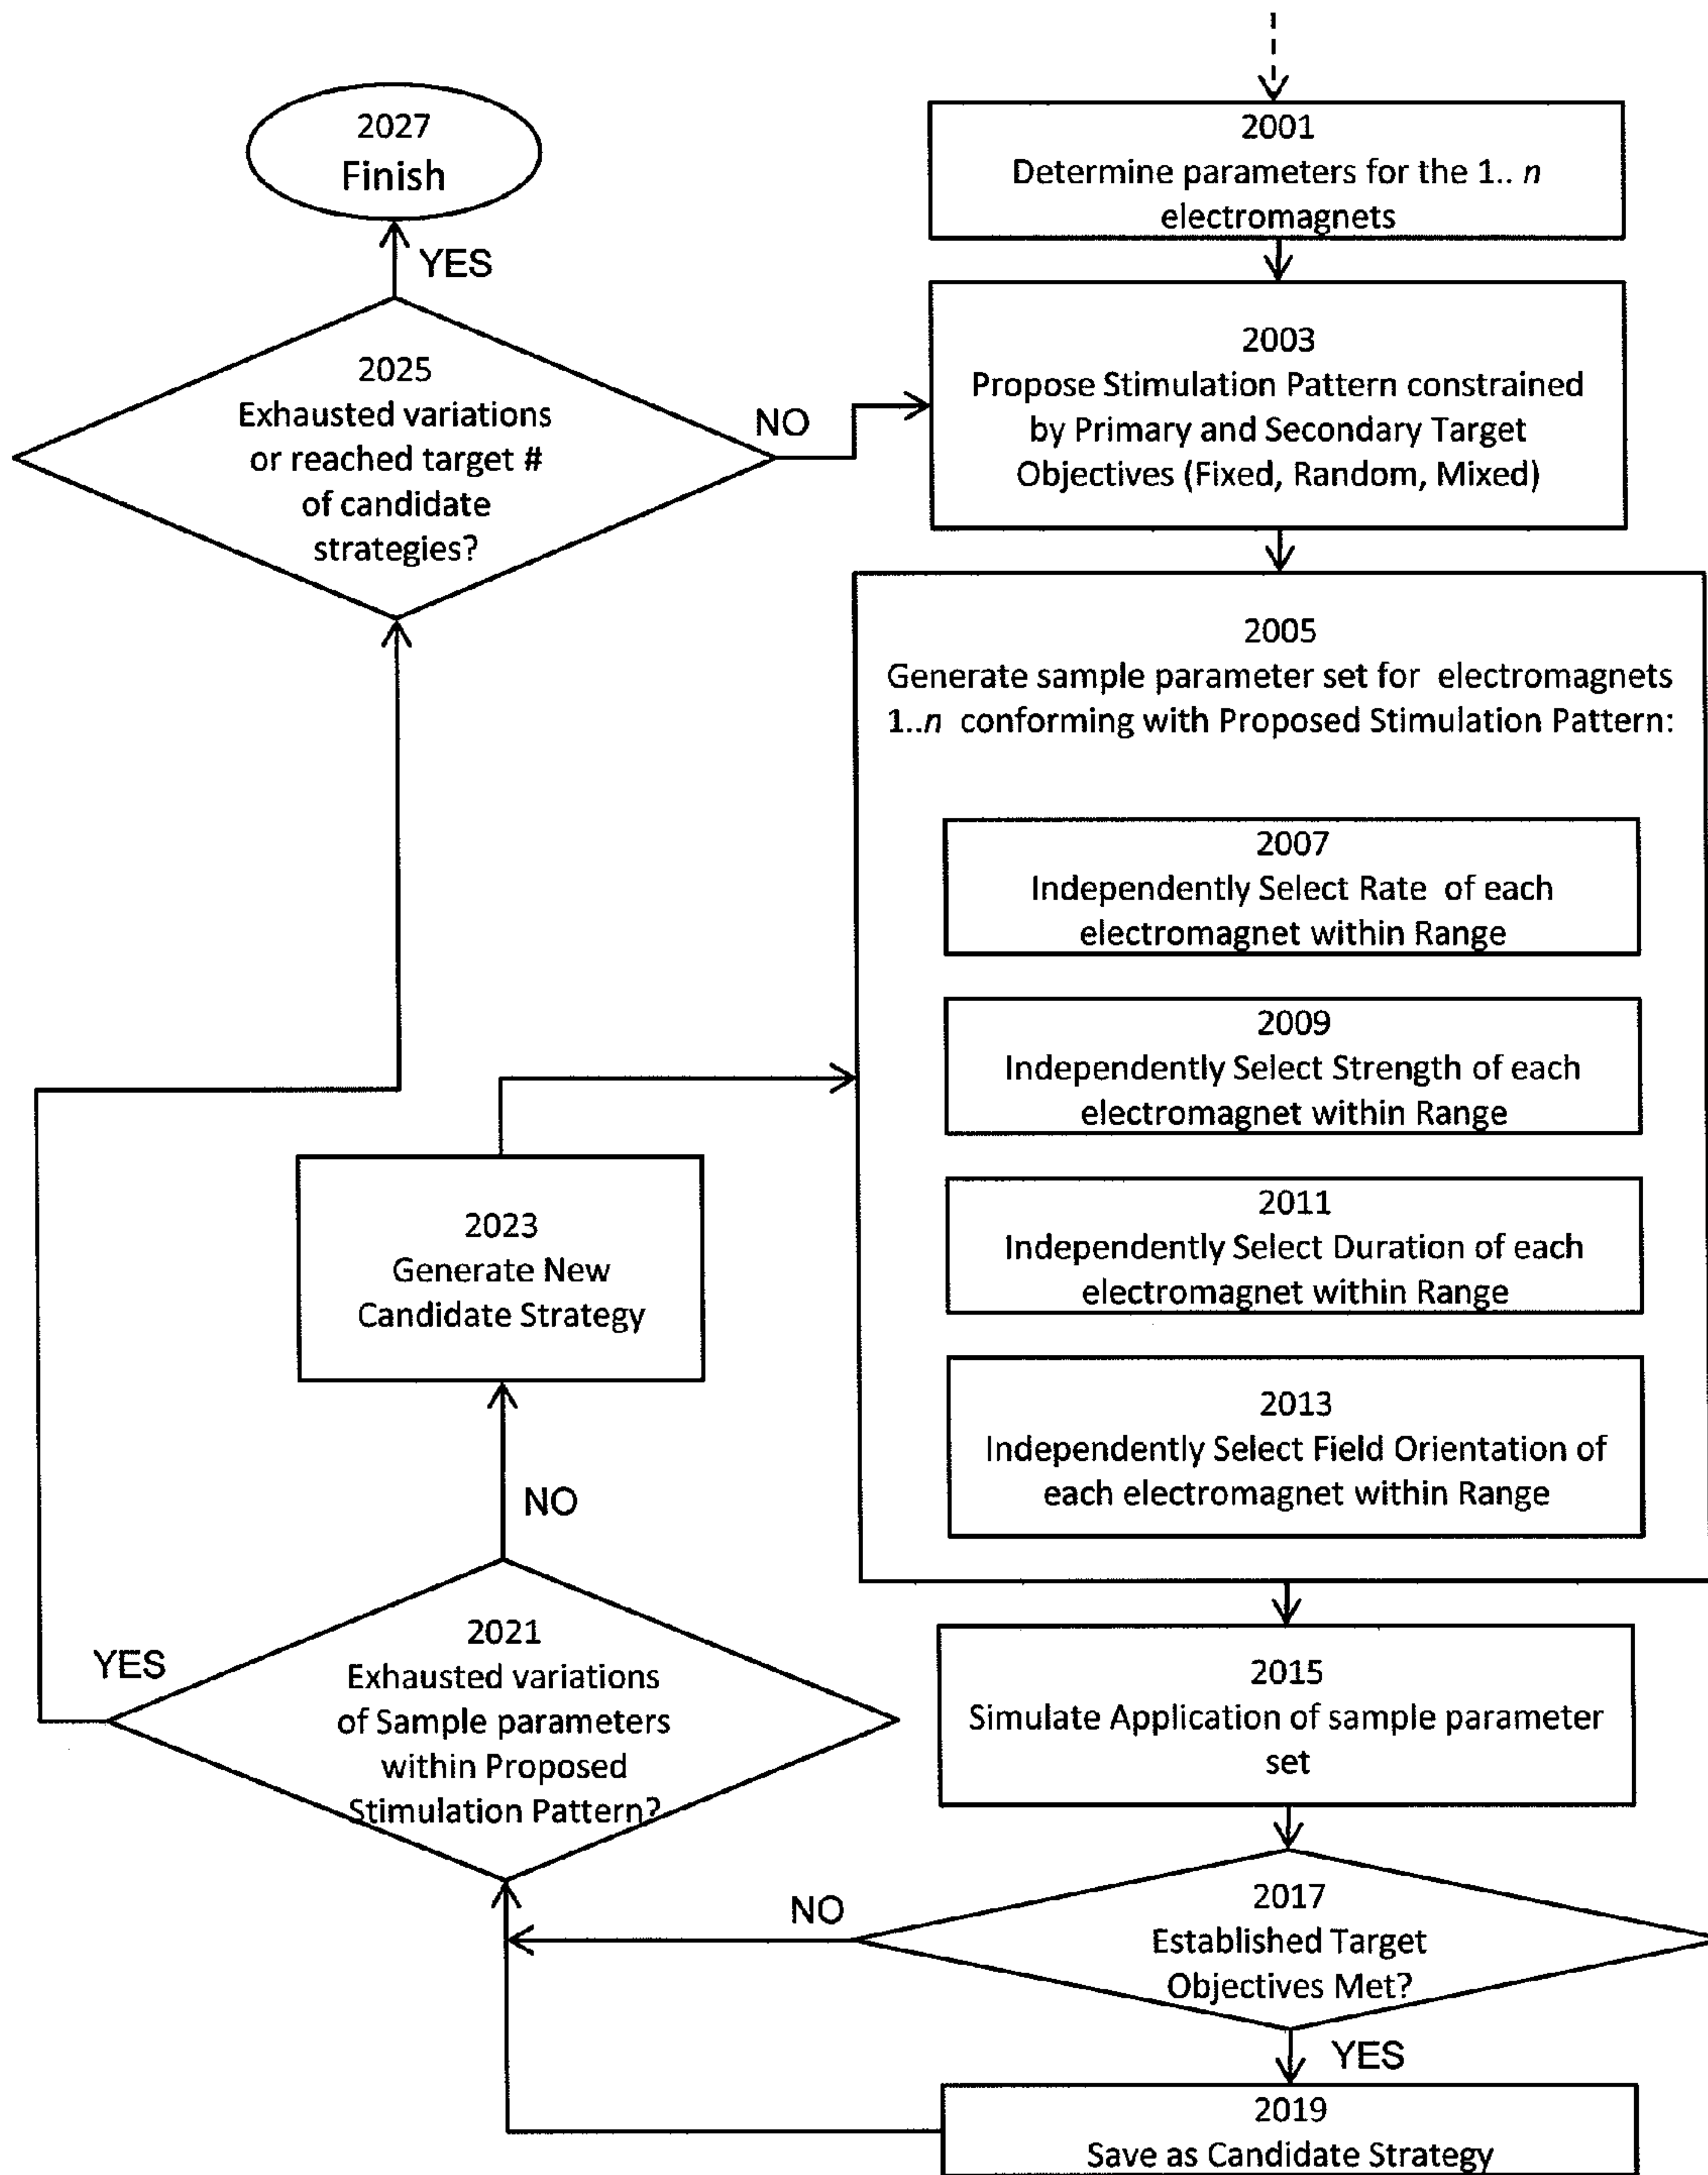 2001
Determine parameters for the 1.. n
electromagnets
2003
Propose Stimulation Pattern constrained
by Primary and Secondary Target
Objectives (Fixed, Random, Mixed)
2005
Generate sample parameter set for electromagnets
1..n conforming with Proposed Stimulation Pattern:
2007
Independently Select Rate of each
electromagnet within Range
2009
Independently Select Strength of each
electromagnet within Range
2011
Independently Select Duration of each
electromagnet within Range
2013
Independently Select Field Orientation of
each electromagnet within Range
2015
Simulate Application of sample parameter
set
2017
Established Target
Objectives Met?
NO
YES
2019
Save as Candidate Strategy
2021
Exhausted variations
of Sample parameters
within Proposed
Stimulation Pattern?
YES
NO
2023
Generate New
Candidate Strategy
2025
Exhausted variations
or reached target #
of candidate
strategies?
NO
YES
2027
Finish